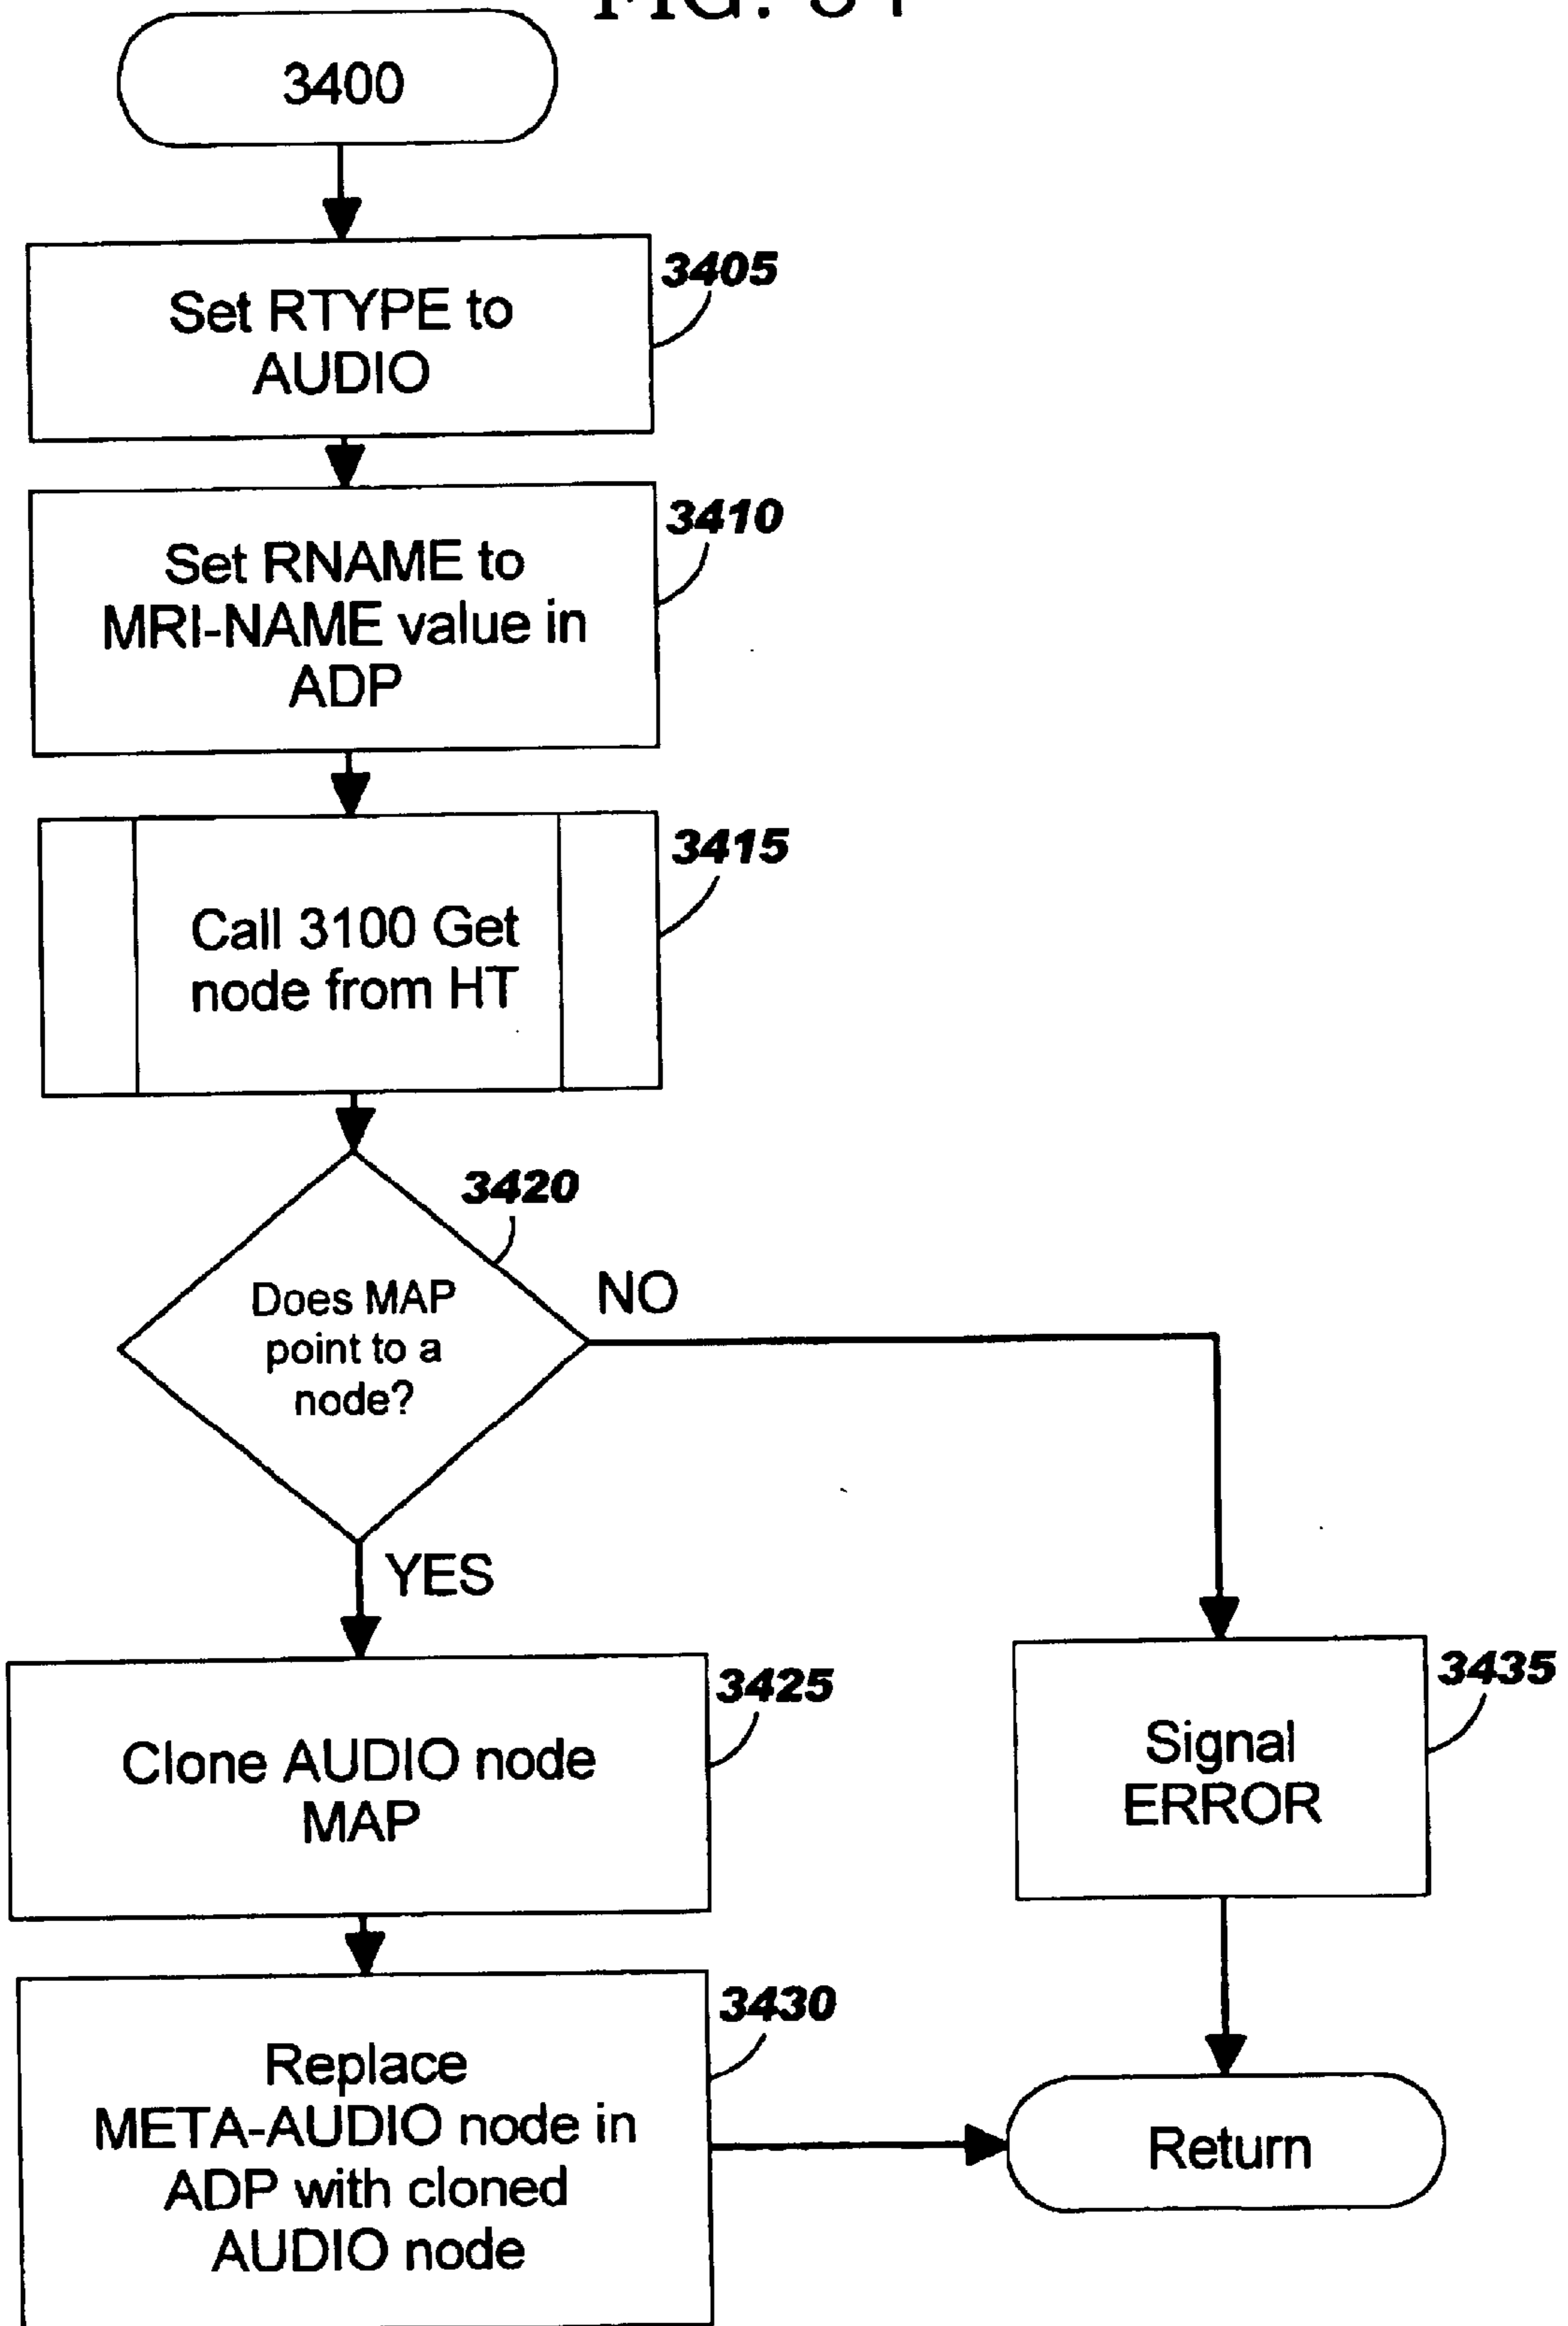 FIG. 34
3400
Set RTYPE to
AUDIO
3405
Set RNAME to
MRI-NAME value in
ADP
3410
Call 3100 Get
node from HT
3415
Does MAP
point to a
node?
3420
NO
YES
Clone AUDIO node
MAP
3425
Signal
ERROR
3435
Replace
META-AUDIO node in
ADP with cloned
AUDIO node
3430
Return